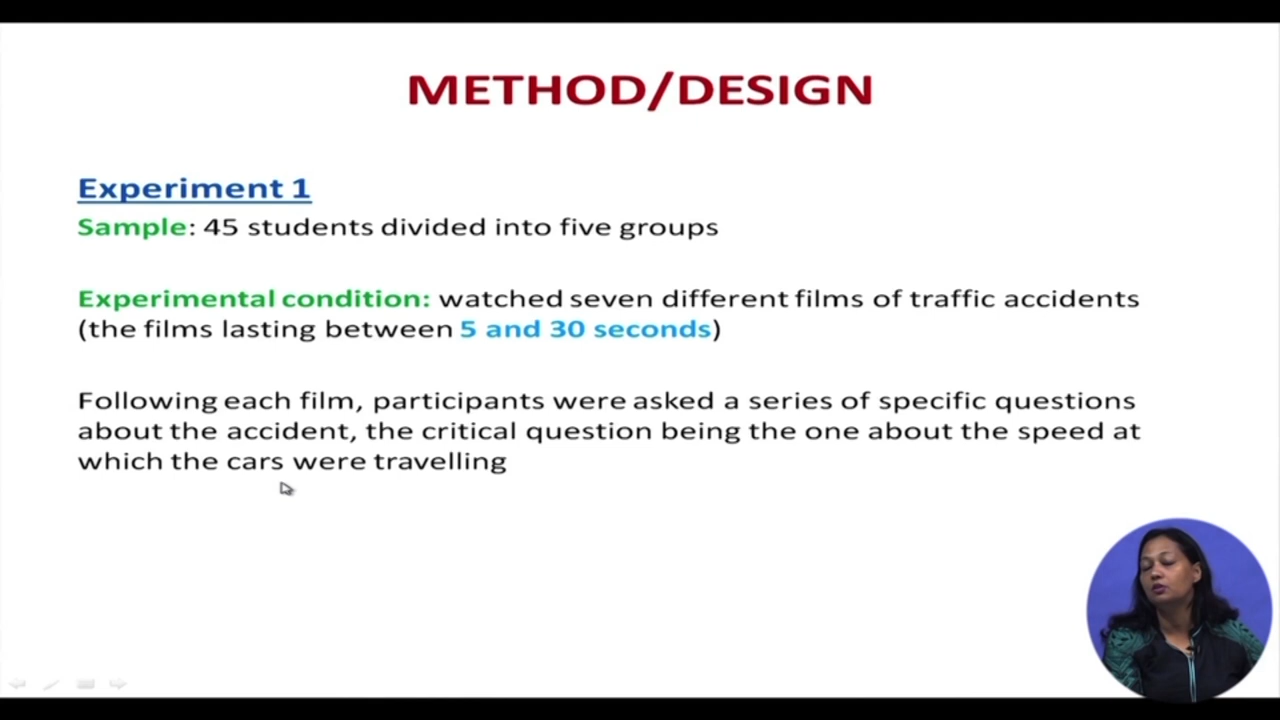 METHOD/DESIGN
Experiment 1
Sample: 45 students divided into five groups
Experimental condition: watched seven different films of traffic accidents
(the films lasting between 5 and 30 seconds)
Following each film, participants were asked a series of specific questions
about the accident, the critical question being the one about the speed at
which the cars were travelling